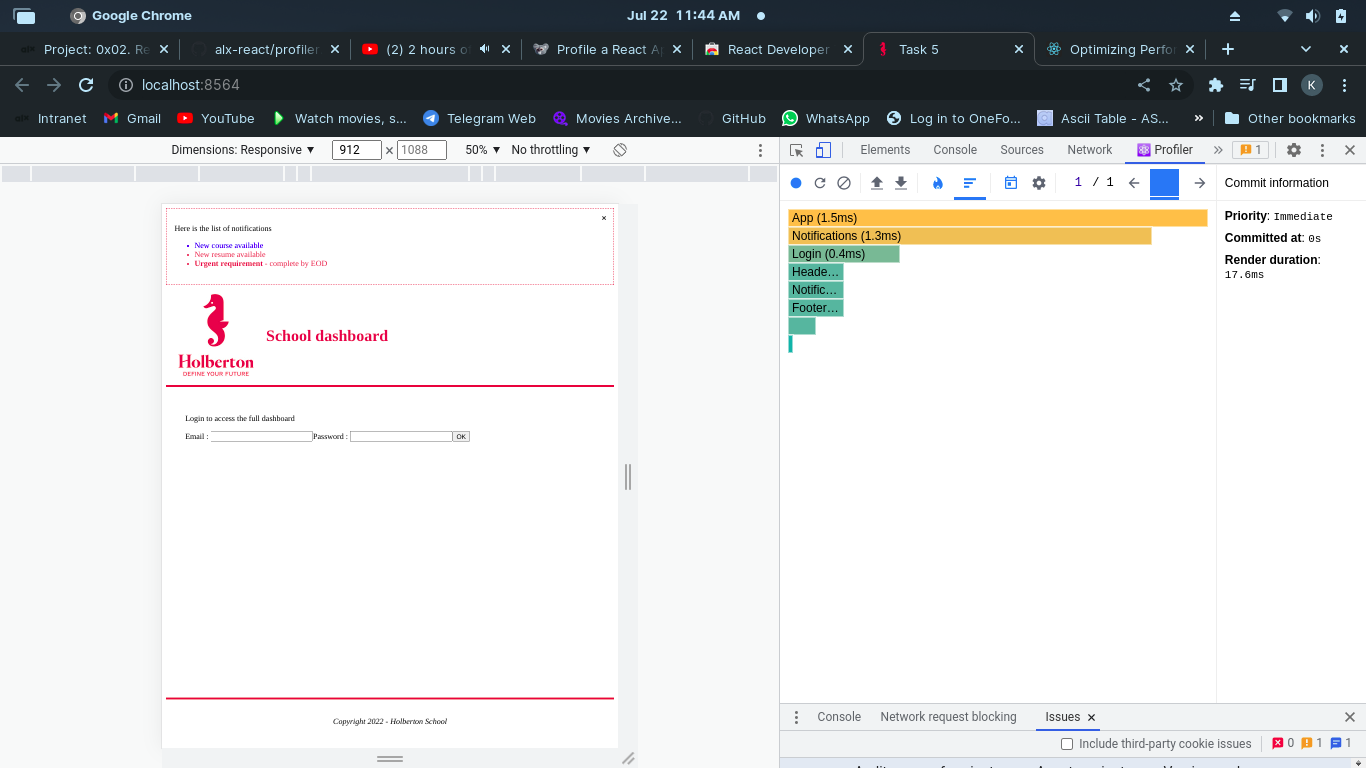 Google Chrome
Jul 22 11:44 AM
Project: 0x02. Re
alx-react/profiler
(2) 2 hours of
Profile a React Ap
React Developer
Task 5
Optimizing Perfor
localhost:8564
K
Intranet
Gmail
YouTube
Watch movies, s...
Telegram Web
Movies Archive...
GitHub
WhatsApp
Log in to OneFo...
Ascii Table - AS...
»
Other bookmarks
Dimensions: Responsive 912 × 1088 50% No throttling
Elements Console Sources Network Profiler » 1
1 / 1
Commit information
Priority: Immediate
Committed at: 0s
Render duration:
17.6ms
App (1.5ms)
Notifications (1.3ms)
Login (0.4ms)
Heade...
Notific...
Footer...
Here is the list of notifications
New course available
New resume available
Urgent requirement - complete by EOD
Holberton
DEFINE YOUR FUTURE
School dashboard
Login to access the full dashboard
Email : Password : OK
Copyright 2022 - Holberton School
Console Network request blocking Issues
Include third-party cookie issues 0 1 1